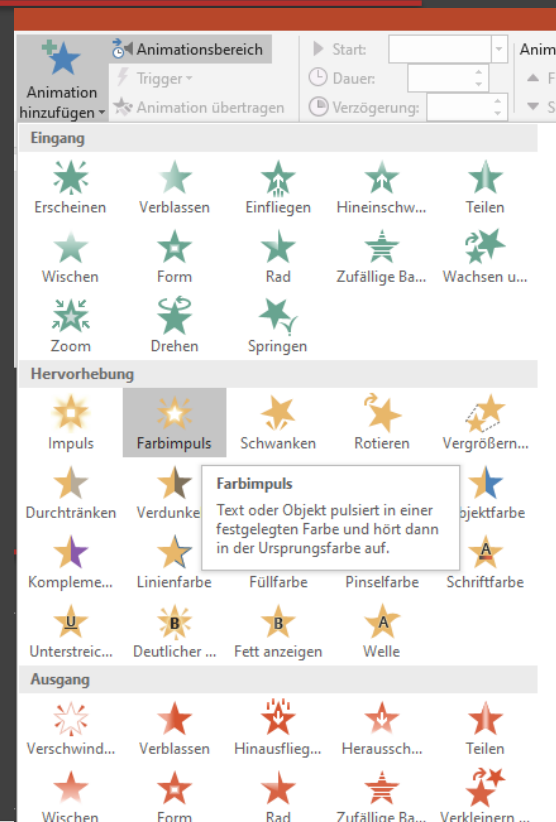 Animationsbereich
Start:
Anim
Trigger
Dauer:
F
Animation
hinzufügen
Animation übertragen
Verzögerung:
S
Eingang
Erscheinen Verblassen Einfliegen Hineinschw... Teilen
Wischen Form Rad Zufällige Ba... Wachsen u...
Zoom Drehen Springen
Hervorhebung
Impuls Farbimpuls Schwanken Rotieren Vergrößern...
Farbimpuls
Text oder Objekt pulsiert in einer
festgelegten Farbe und hört dann
in der Ursprungsfarbe auf.
Durchtränken Verdunke bjektfarbe
A
Kompleme... Linienfarbe Füllfarbe Pinselfarbe Schriftfarbe
U B B A
Unterstreic... Deutlicher ... Fett anzeigen Welle
Ausgang
Verschwind... Verblassen Hinausflieg... Heraussch... Teilen
Wischen Form Rad Zufällige Ba... Verkleinern ...